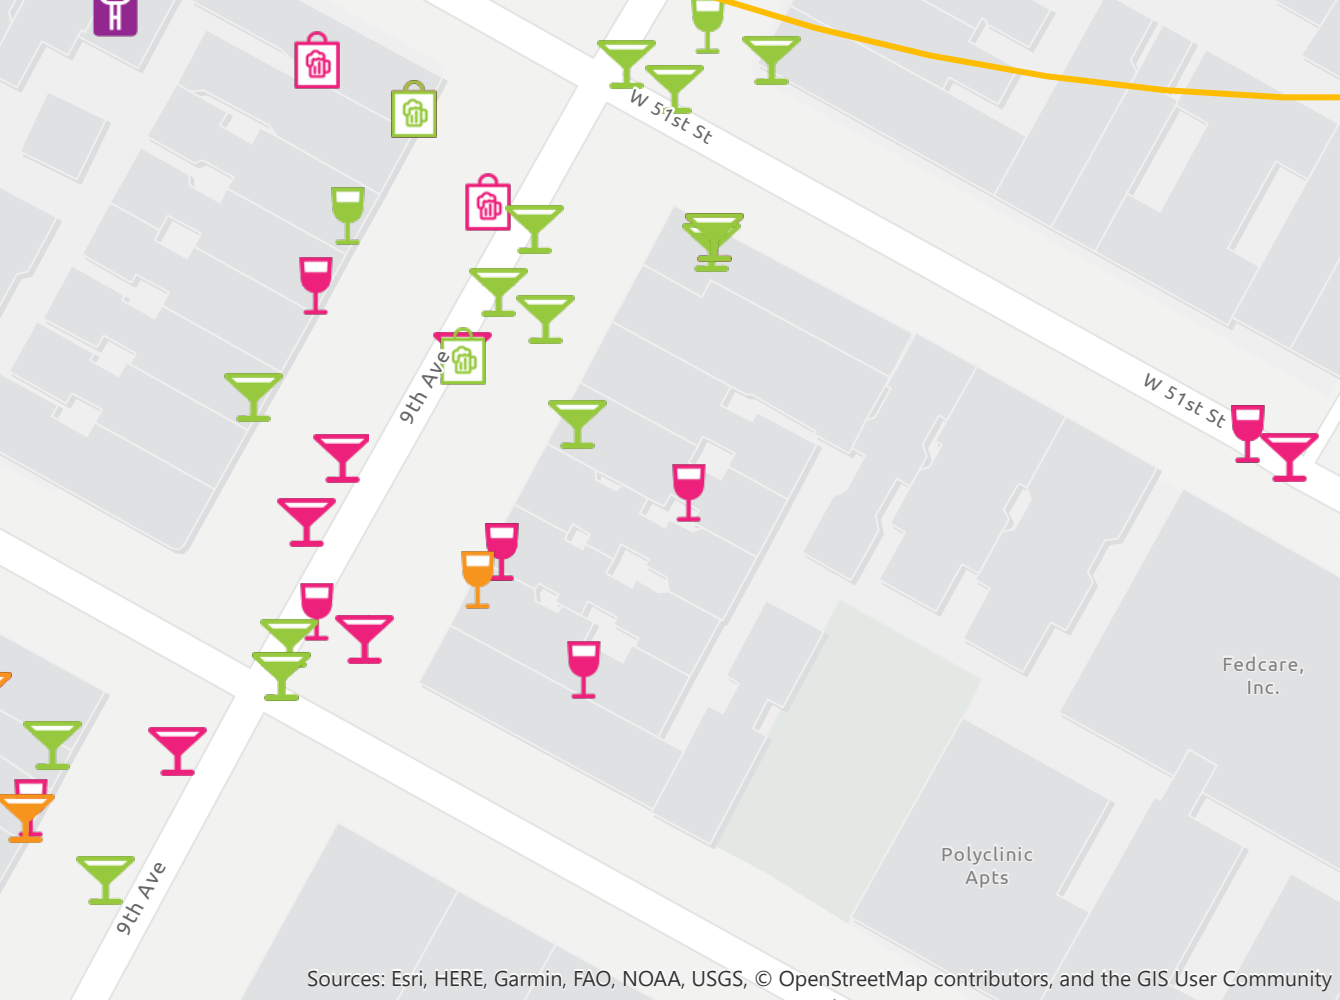 W 51st St
9th Ave
W 51st St
Fedcare,
Inc.
Polyclinic
Apts
9th Ave
Sources: Esri, HERE, Garmin, FAO, NOAA, USGS, © OpenStreetMap contributors, and the GIS User Community